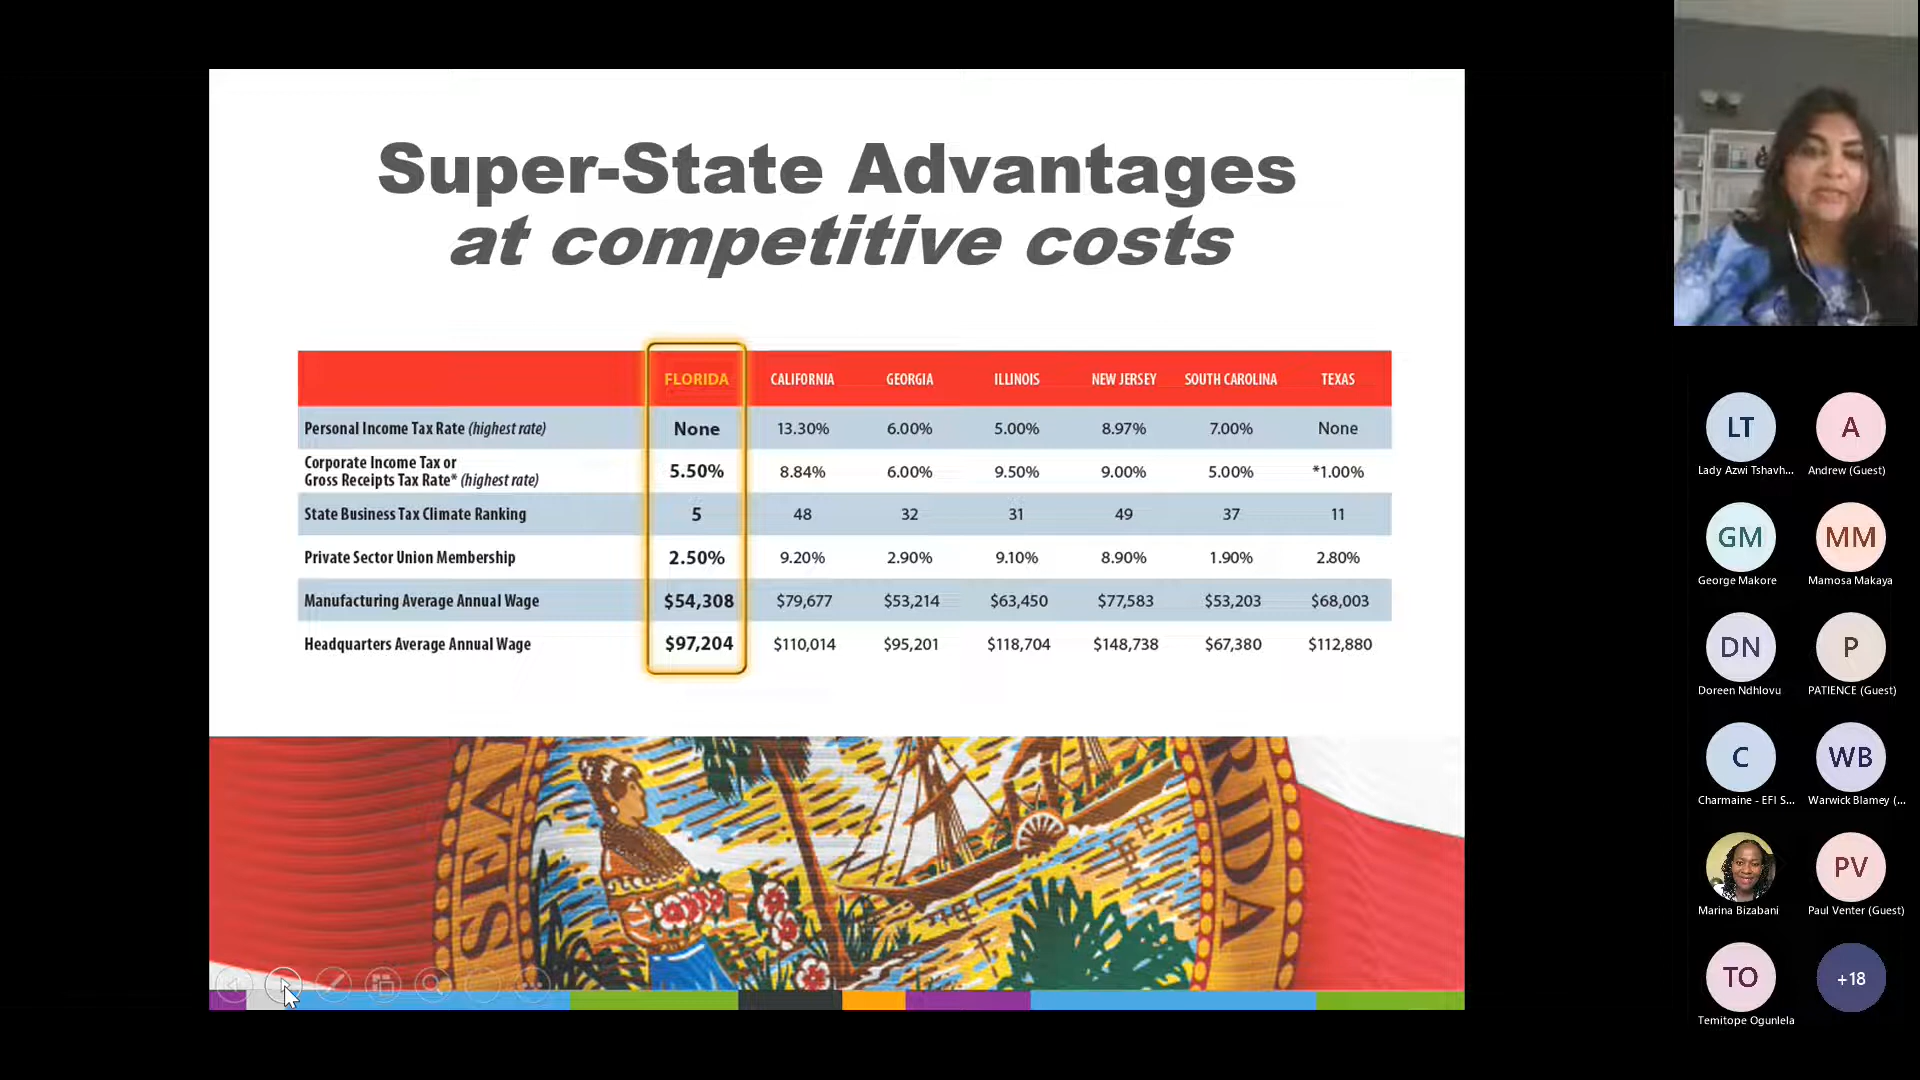 Super-State Advantages
at competitive costs
FLORIDA CALIFORNIA GEORGIA ILLINOIS NEW JERSEY SOUTH CAROLINA TEXAS
Personal Income Tax Rate (highest rate) None 13.30% 6.00% 5.00% 8.97% 7.00% None
Corporate Income Tax or
Gross Receipts Tax Rate* (highest rate) 5.50% 8.84% 6.00% 9.50% 9.00% 5.00% *1.00%
State Business Tax Climate Ranking 5 48 32 31 49 37 11
Private Sector Union Membership 2.50% 9.20% 2.90% 9.10% 8.90% 1.90% 2.80%
Manufacturing Average Annual Wage $54,308 $79,677 $53,214 $63,450 $77,583 $53,203 $68,003
Headquarters Average Annual Wage $97,204 $110,014 $95,201 $118,704 $148,738 $67,380 $112,880
SEA
RIDA
LT A
Lady Azwi Tshavh... Andrew (Guest)
GM MM
George Makore Mamosa Makaya
DN P
Doreen Ndhlovu PATIENCE (Guest)
C WB
Charmaine - EFI S... Warwick Blamey (...
PV
Marina Bizabani Paul Venter (Guest)
TO +18
Temitope Ogunlela